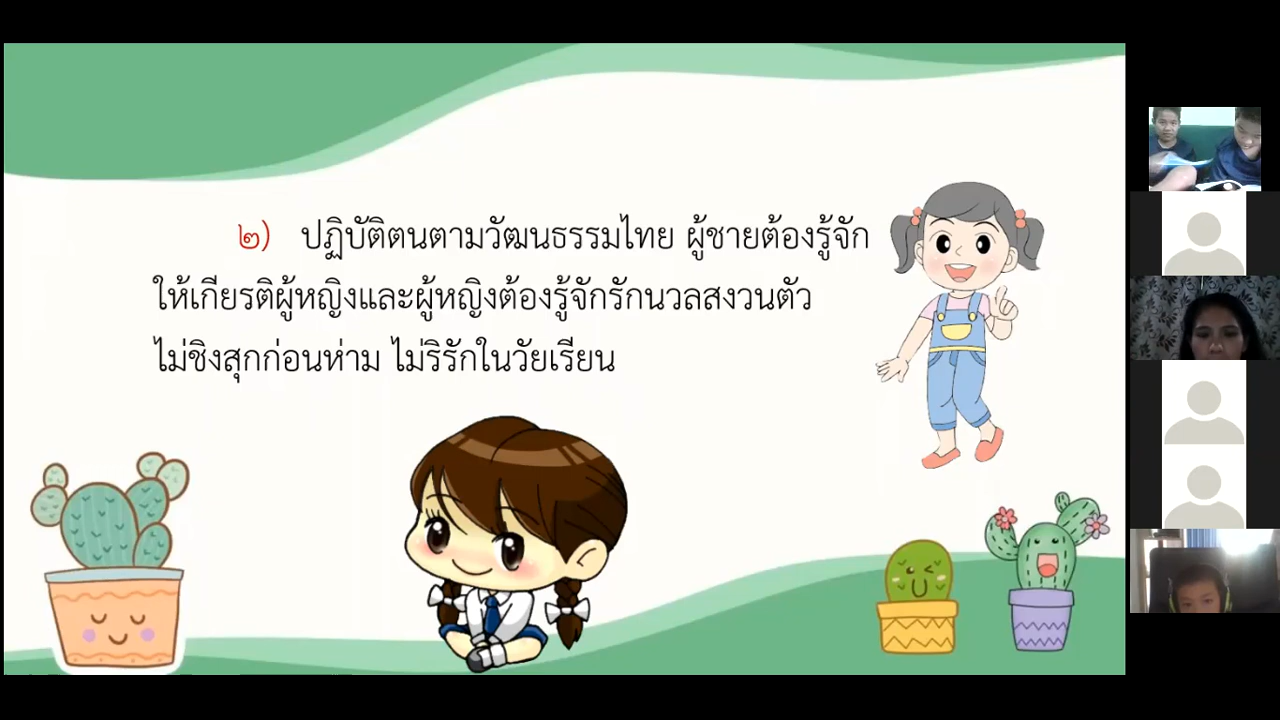 ๒) ปฏิบัติตนตามวัฒนธรรมไทย ผู้ชายต้องรู้จัก
ให้เกียรติผู้หญิงและผู้หญิงต้องรู้จักรักนวลสงวนตัว
ไม่ชิงสุกก่อนห่าม ไม่ริรักในวัยเรียน